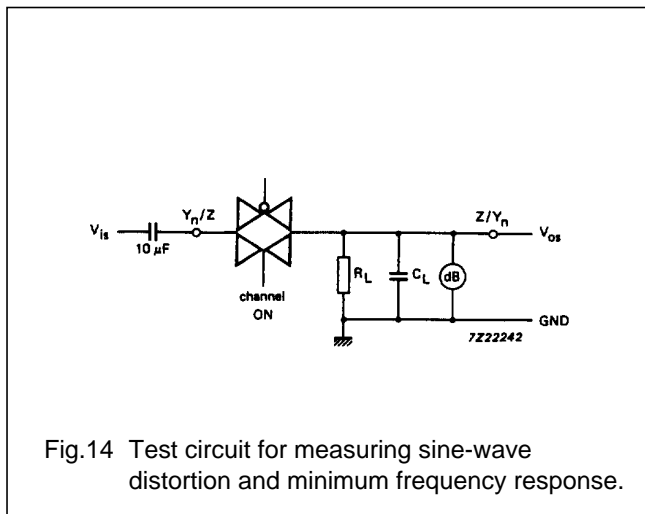 V_is
10 µF
Y_n/Z
channel
ON
R_L
C_L
dB
Z/Y_n
V_os
GND
7Z22242
Fig.14 Test circuit for measuring sine-wave
distortion and minimum frequency response.